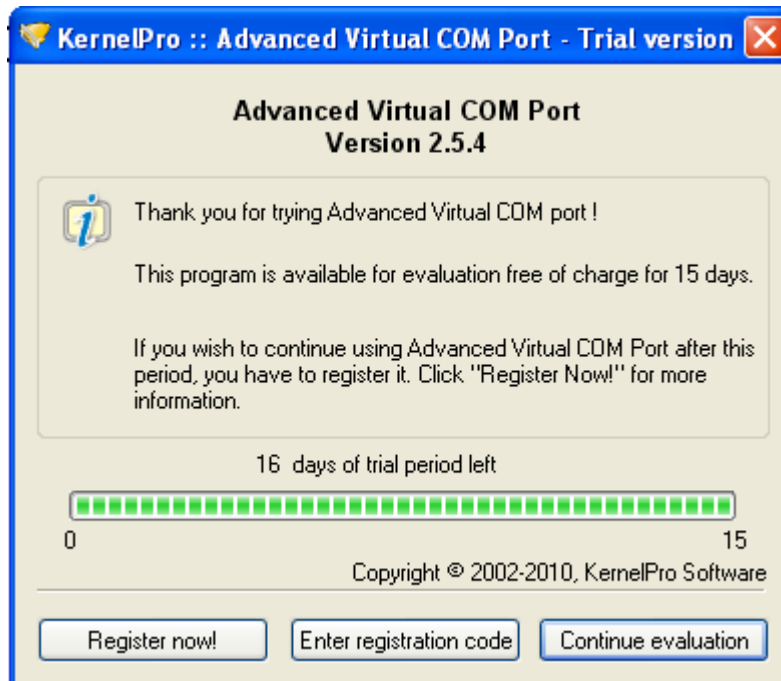 KernelPro :: Advanced Virtual COM Port - Trial version
Advanced Virtual COM Port
Version 2.5.4
Thank you for trying Advanced Virtual COM port !
This program is available for evaluation free of charge for 15 days.
If you wish to continue using Advanced Virtual COM Port after this
period, you have to register it. Click "Register Now!" for more
information.
16 days of trial period left
0 15
Copyright © 2002-2010, KernelPro Software
Register now! Enter registration code Continue evaluation